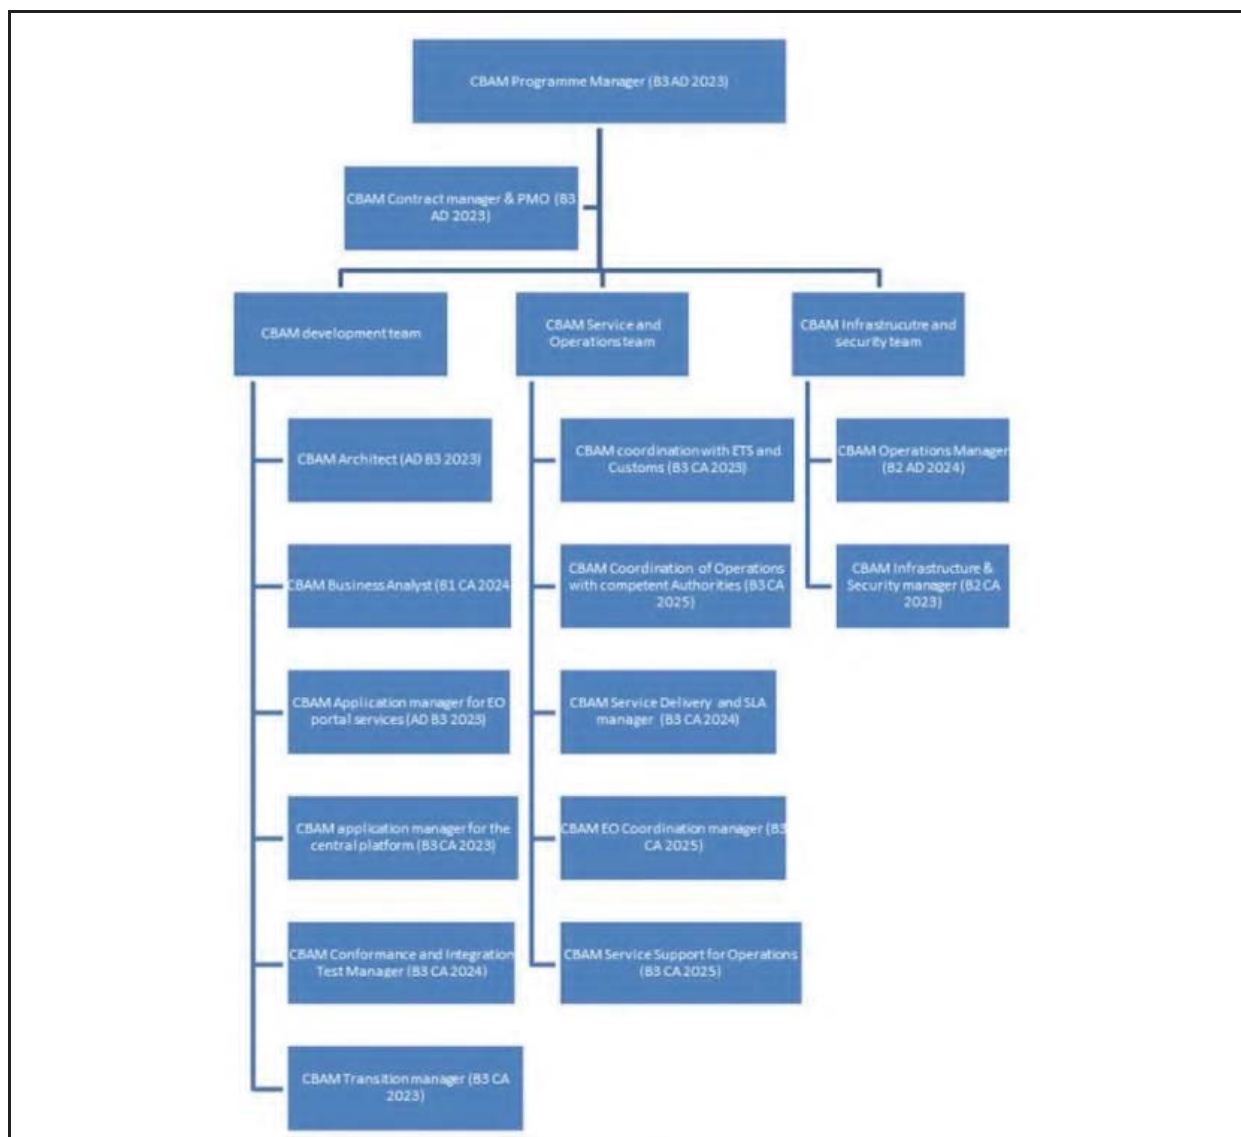 CBAM Programme Manager (B3 AD 2023)
CBAM Contract manager & PMO (B3
AD 2023)
CBAM development team
CBAM Architect (AD B3 2023)
CBAM Business Analyst (B1 CA 2024
CBAM Application manager for EO
portal services (AD B3 2023)
CBAM application manager for the
central platform (B3 CA 2023)
CBAM Conformance and Integration
Test Manager (B3 CA 2024)
CBAM Transition manager (B3 CA
2023)
CBAM Service and
Operations team
CBAM coordination with ETS and
Customs (B3 CA 2023)
CBAM Coordination of Operations
with competent Authorities (B3 CA
2025)
CBAM Service Delivery and SLA
manager (B3 CA 2024)
CBAM EO Coordination manager (B3
CA 2025)
CBAM Service Support for Operations
(B3 CA 2025)
CBAM Infrastrucutre and
security team
CBAM Operations Manager
(B2 AD 2024)
CBAM Infrastructure &
Security manager (B2 CA
2023)